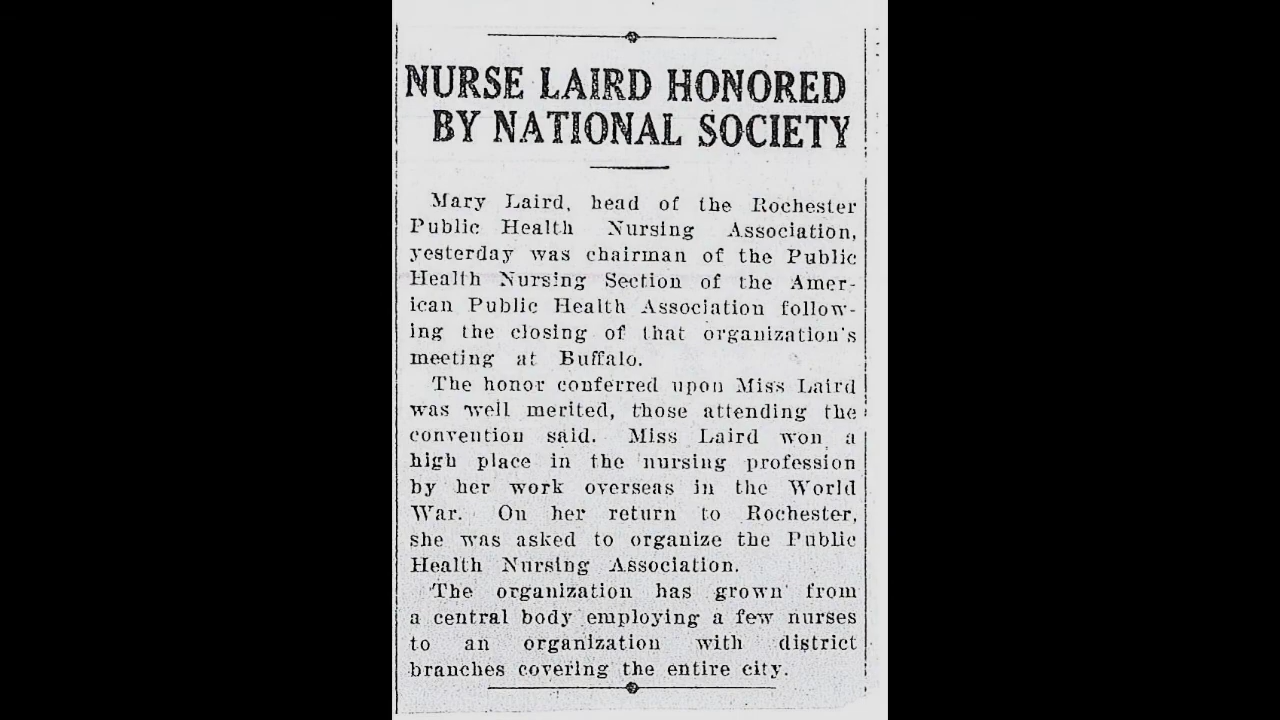 NURSE LAIRD HONORED
BY NATIONAL SOCIETY
Mary Laird, head of the Rochester
Public Health Nursing Association,
yesterday was chairman of the Public
Health Nursing Section of the Amer-
ican Public Health Association follow-
ing the closing of that organization's
meeting at Buffalo.
The honor conferred upon Miss Laird
was well merited, those attending the
convention said. Miss Laird won a
high place in the nursing profession
by her work overseas in the World
War. On her return to Rochester,
she was asked to organize the Public
Health Nursing Association.
The organization has grown from
a central body employing a few nurses
to an organization with district
branches covering the entire city.